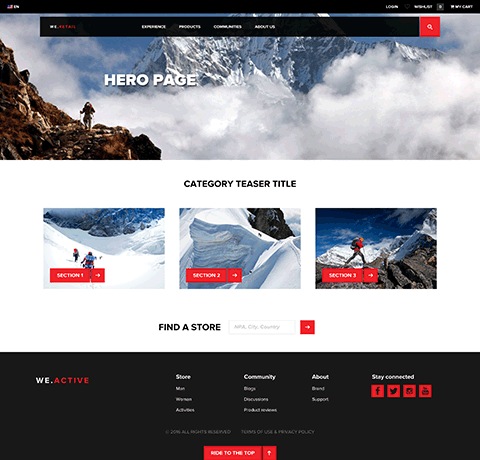 EN
LOGIN
WISHLIST 0
MY CART
WE.RETAIL
EXPERIENCE
PRODUCTS
COMMUNITIES
ABOUT US
HERO PAGE
CATEGORY TEASER TITLE
SECTION 1
SECTION 2
SECTION 3
FIND A STORE
City, Country
WE.ACTIVE
Store
Men
Women
Activities
Community
Blogs
Discussions
Product reviews
About
Brand
Support
Stay connected
You Tube
© 2016 ALL RIGHTS RESERVED
TERMS OF USE & PRIVACY POLICY
RIDE TO THE TOP